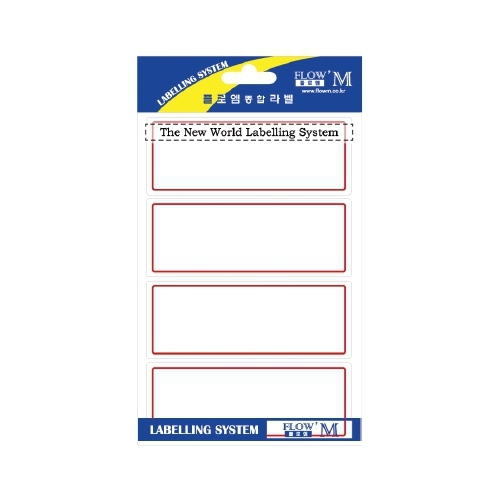 LABELLING SYSTEM
FLOW'M
플로엠
www.flowm.co.kr
플로엠종합라벨
The New World Labelling System
LABELLING SYSTEM
FLOW'M
플로엠